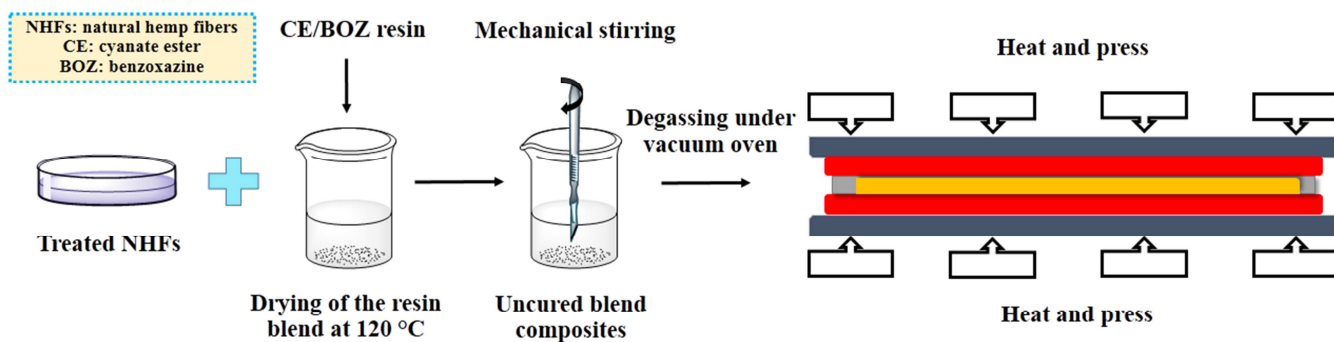 NHFs: natural hemp fibers
CE: cyanate ester
BOZ: benzoxazine
CE/BOZ resin
Mechanical stirring
Heat and press
Degassing under
vacuum oven
Treated NHFs
Drying of the resin
blend at 120 °C
Uncured blend
composites
Heat and press